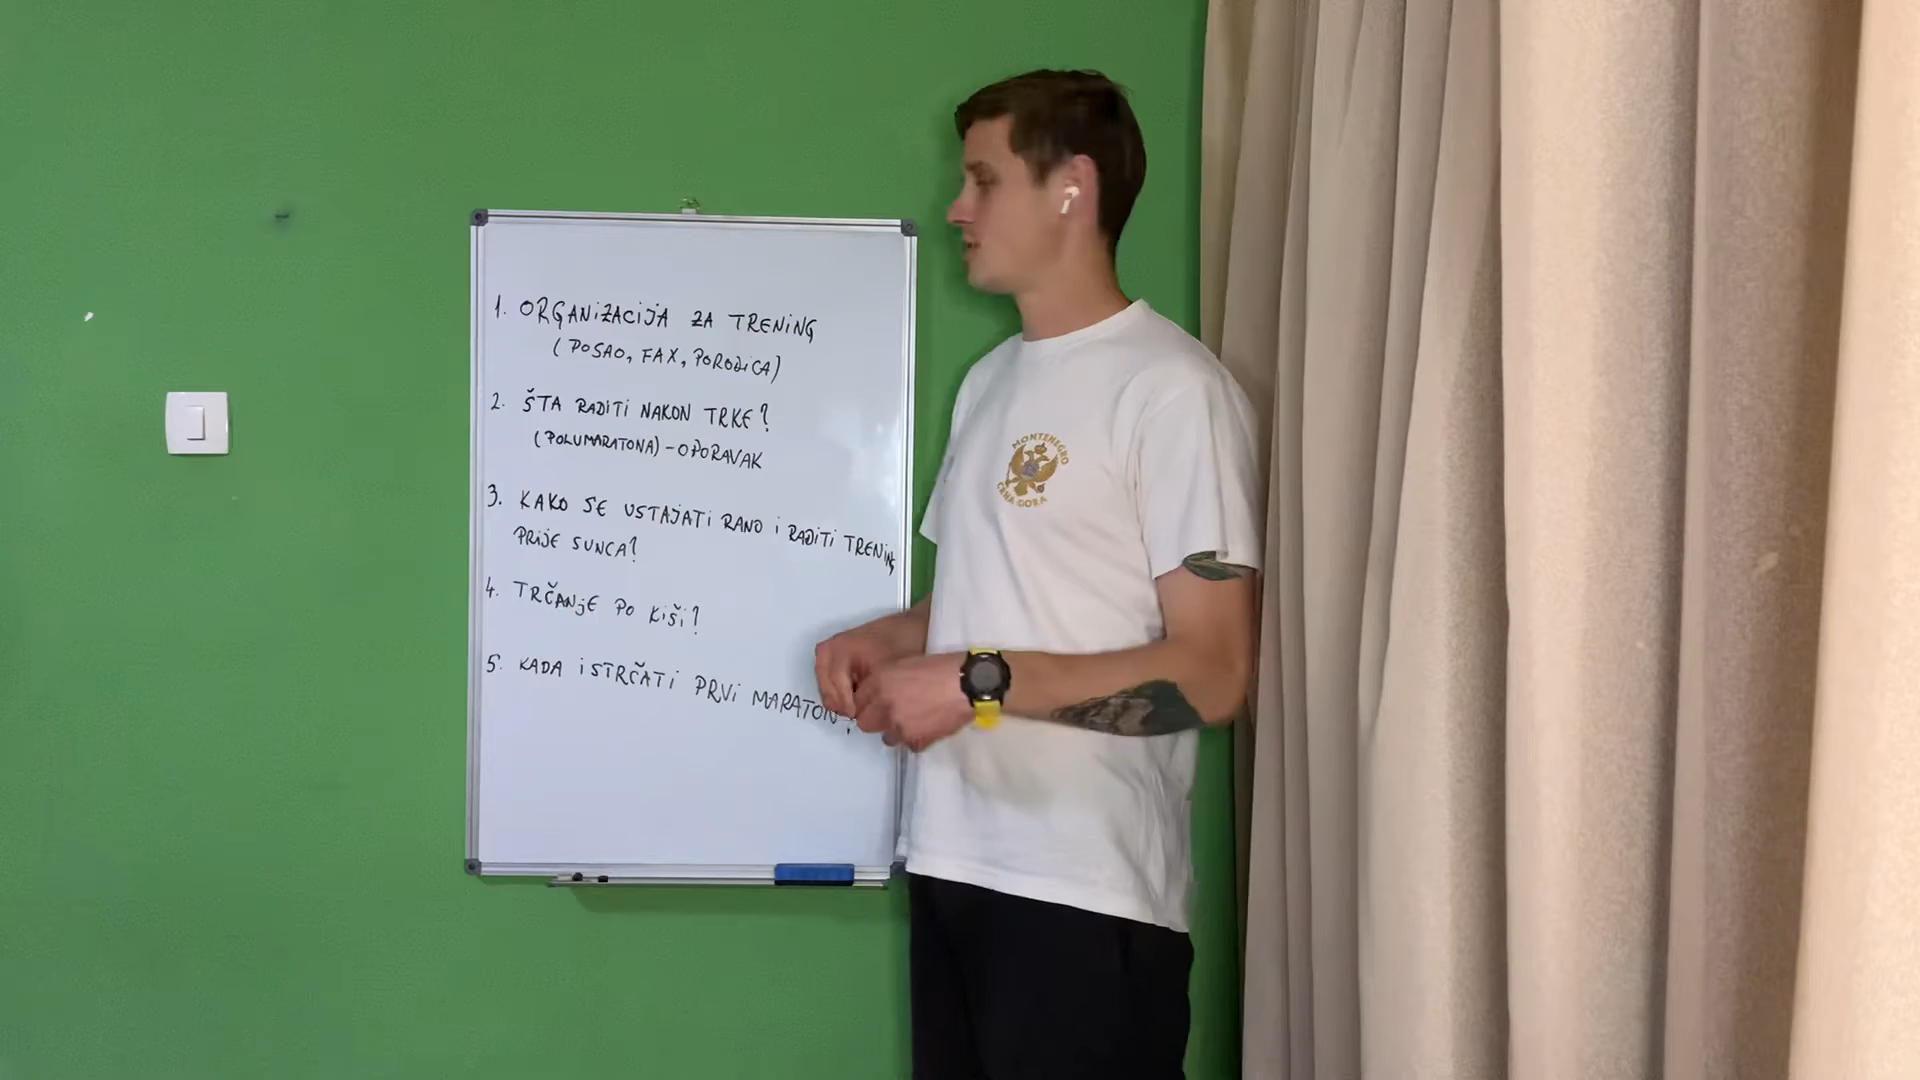 1. ORGANIZACIJA ZA TRENING
(POSAO, FAX, PORODICA)
2. ŠTA RADITI NAKON TRKE?
(POLUMARATONA) - OPORAVAK
3. KAKO SE USTAJATI RANO I RADITI TRENING
PRIJE SUNCA?
4. TRČANJE PO KIŠI?
5. KADA ISTRČATI PRVI MARATON?
MONTENEGRO
CRNA GORA